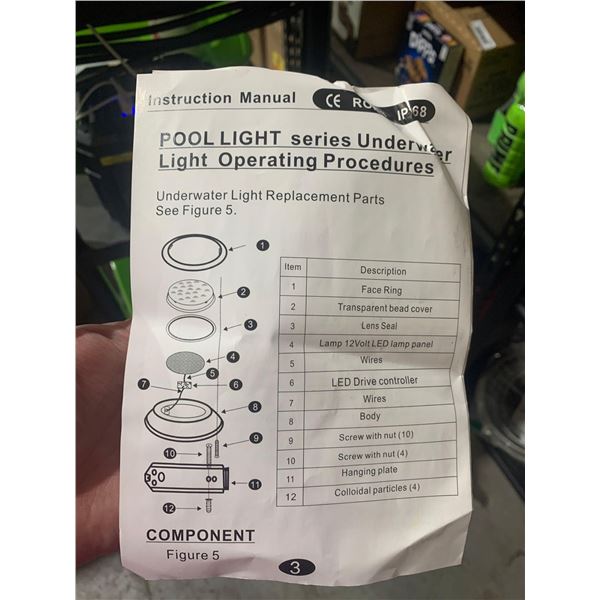 Instruction Manual CE IP 68
POOL LIGHT series Underwater
Light Operating Procedures
Underwater Light Replacement Parts
See Figure 5.
1
2
3
4
5
7 6
8
9
10
11
12
Item Description
1 Face Ring
2 Transparent bead cover
3 Lens Seal
4 Lamp 12Volt LED lamp panel
5 Wires
6 LED Drive controller
7 Wires
8 Body
9 Screw with nut (10)
10 Screw with nut (4)
11 Hanging plate
12 Colloidal particles (4)
COMPONENT
Figure 5
3
PRIME